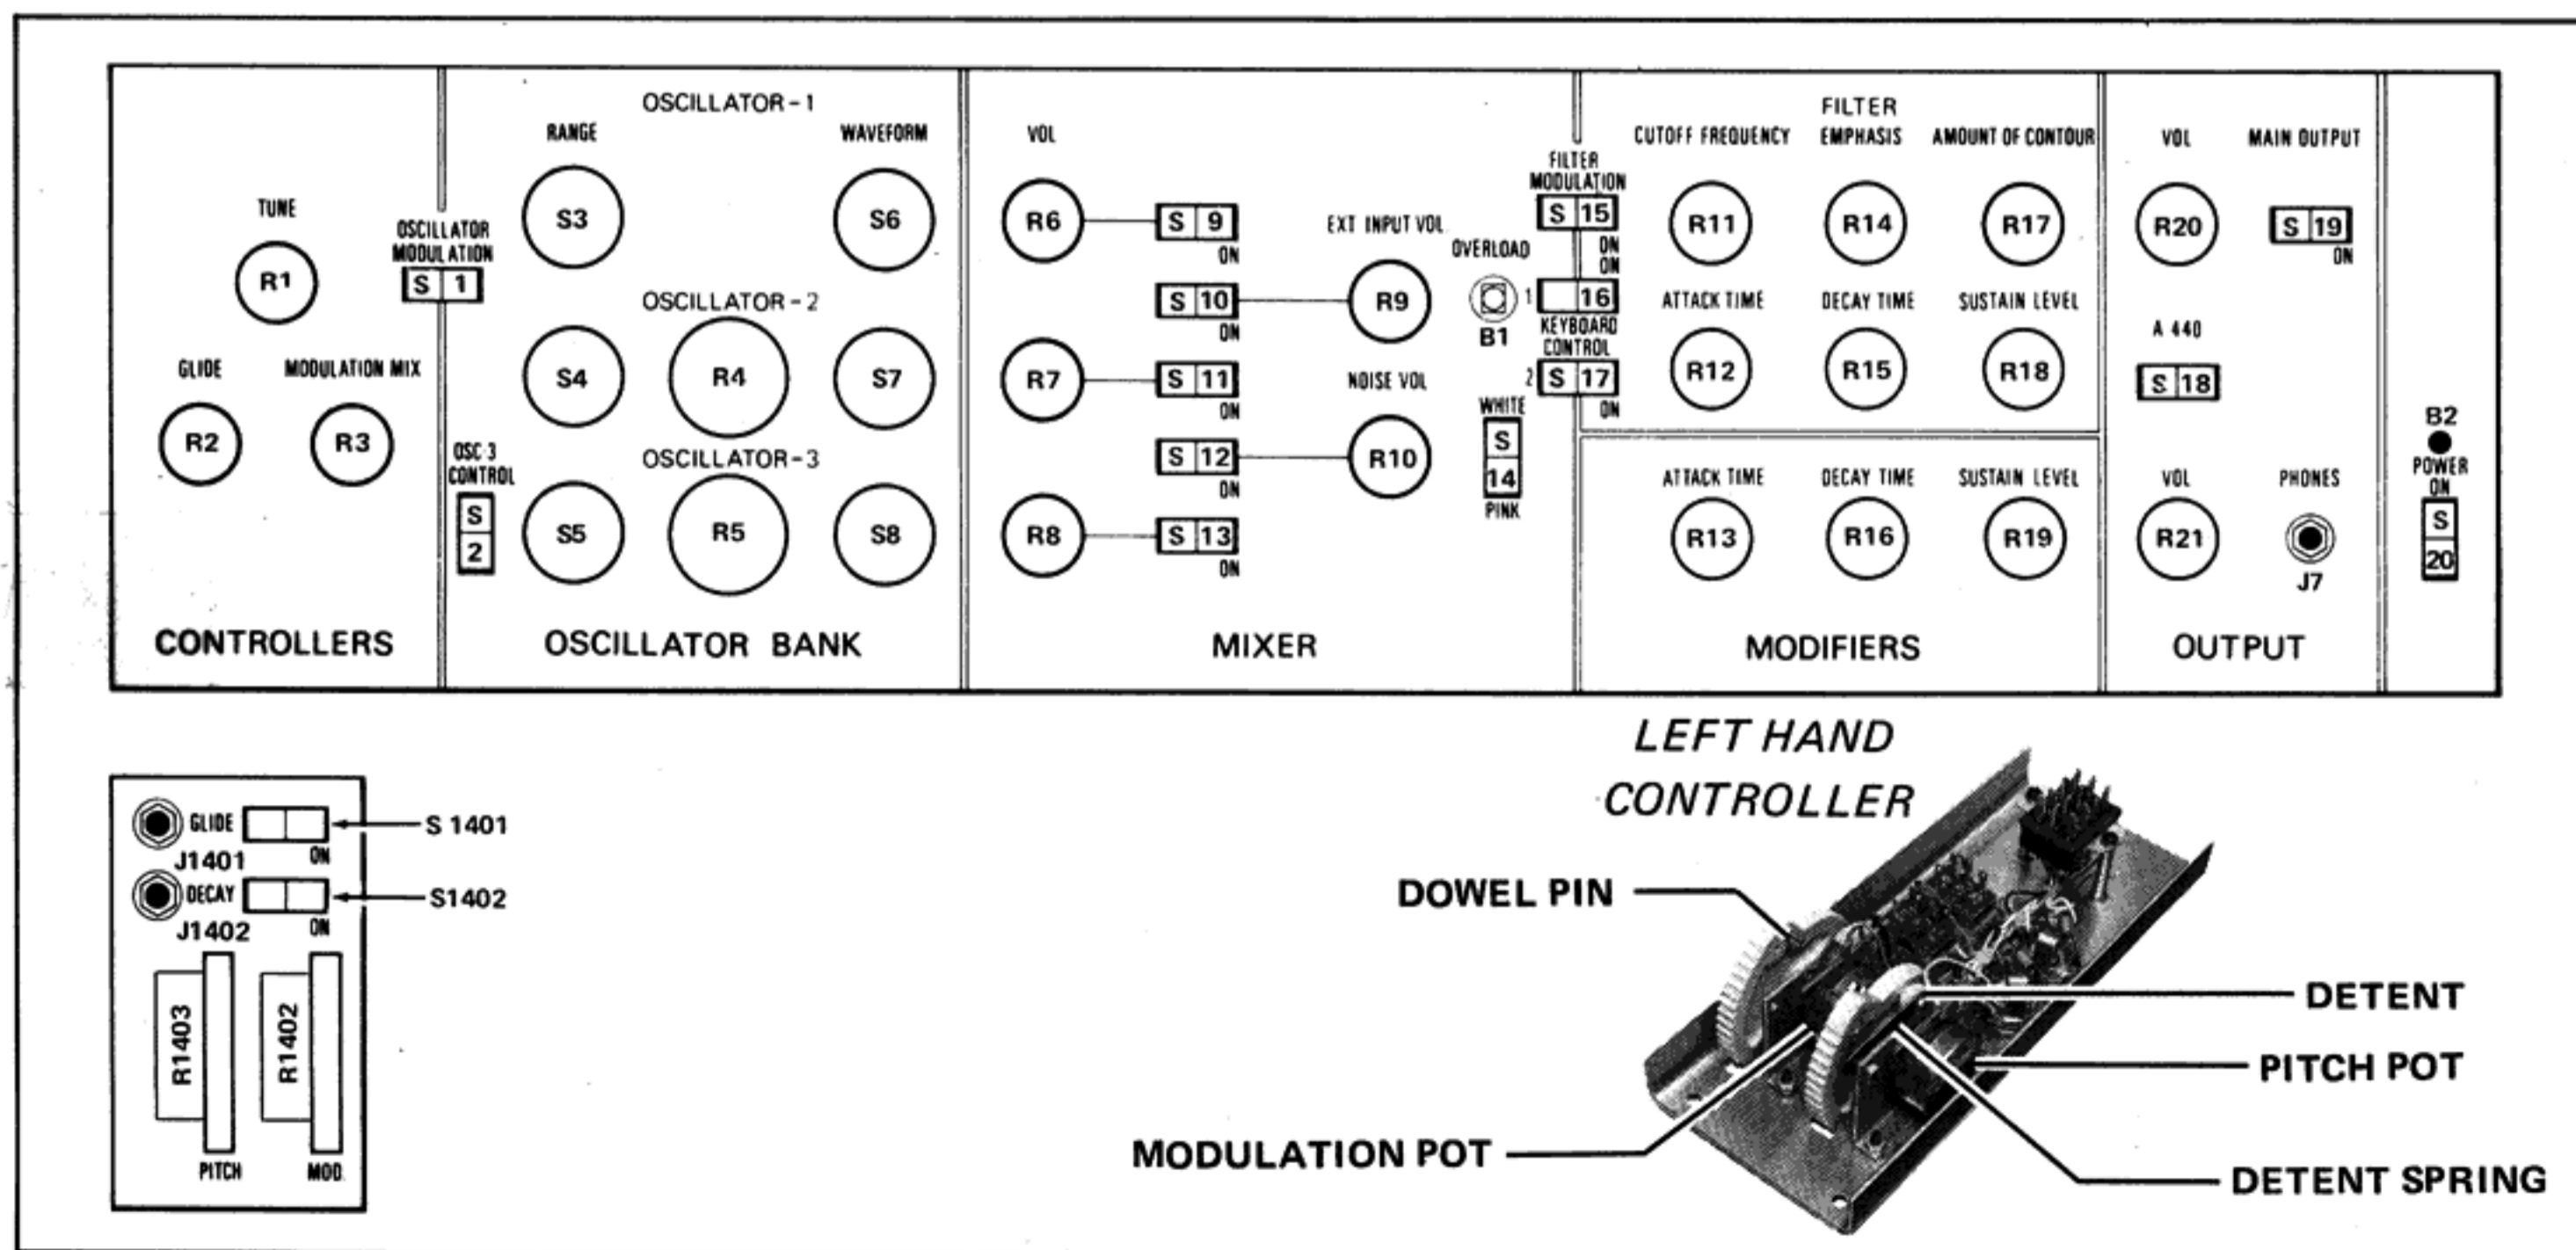 OSCILLATOR-1
RANGE
WAVEFORM
TUNE
R1
OSCILLATOR
MODULATION
S 1
GLIDE
MODULATION MIX
R2
R3
CONTROLLERS
S3
S6
OSCILLATOR-2
S4
R4
S7
OSC-3
CONTROL
S
2
OSCILLATOR-3
S5
R5
S8
OSCILLATOR BANK
VOL
R6
S 9
ON
S 10
ON
R7
S 11
ON
S 12
ON
R8
S 13
ON
EXT INPUT VOL
R9
OVERLOAD
B1
NOISE VOL
R10
WHITE
S
14
PINK
MIXER
FILTER
MODULATION
S 15
ON
ON
1
16
KEYBOARD
CONTROL
2
S 17
ON
FILTER
CUTOFF FREQUENCY
EMPHASIS
AMOUNT OF CONTOUR
R11
R14
R17
ATTACK TIME
DECAY TIME
SUSTAIN LEVEL
R12
R15
R18
ATTACK TIME
DECAY TIME
SUSTAIN LEVEL
R13
R16
R19
MODIFIERS
VOL
MAIN OUTPUT
R20
S 19
ON
A 440
S 18
VOL
PHONES
R21
J7
OUTPUT
B2
POWER
ON
S
20
GLIDE
S 1401
J1401
ON
DECAY
S1402
J1402
ON
R1403
R1402
PITCH
MOD.
LEFT HAND
CONTROLLER
DOWEL PIN
DETENT
PITCH POT
MODULATION POT
DETENT SPRING